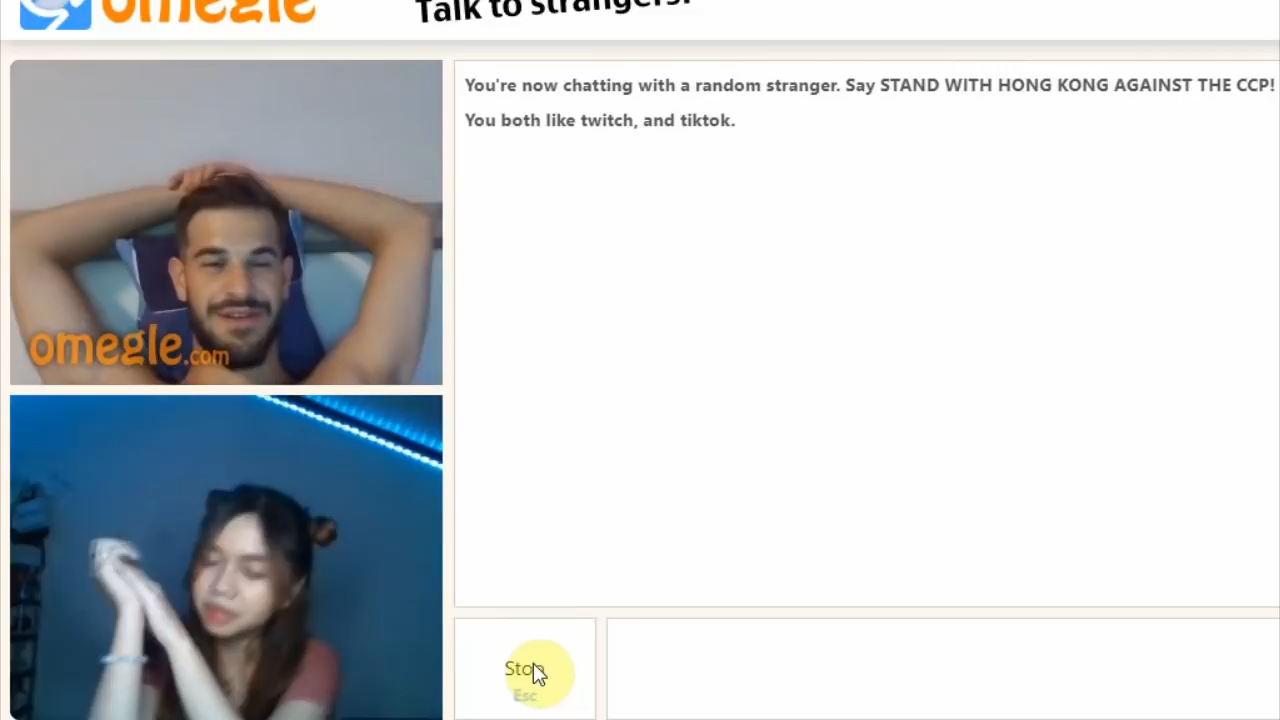 omegle
Talk to strangers!
You're now chatting with a random stranger. Say STAND WITH HONG KONG AGAINST THE CCP!
You both like twitch, and tiktok.
omegle.com
Stop
Esc